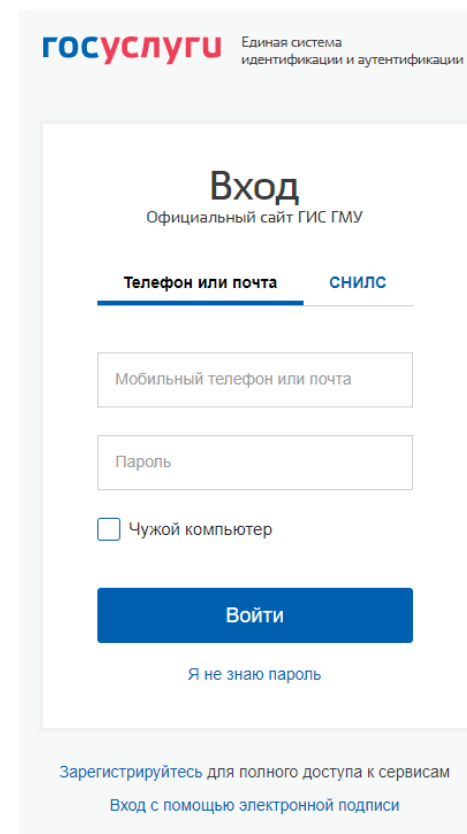 госуслуги
Единая система
идентификации и аутентификации
Вход
Официальный сайт ГИС ГМУ
Телефон или почта СНИЛС
Мобильный телефон или почта
Пароль
Чужой компьютер
Войти
Я не знаю пароль
Зарегистрируйтесь для полного доступа к сервисам
Вход с помощью электронной подписи